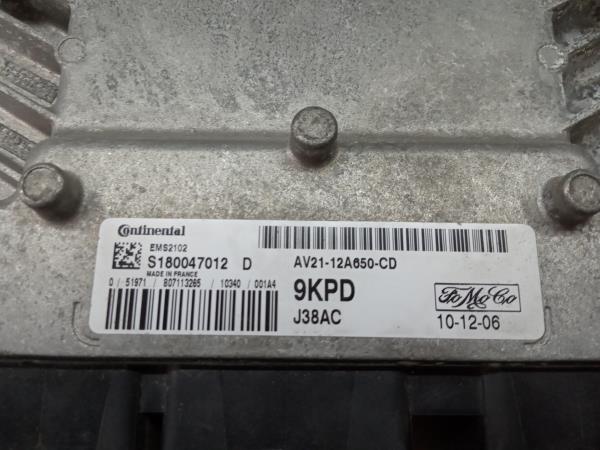 Continental
EMS2102
S180047012 D
MADE IN FRANCE
0 / 51971 / B07113265 / 10340 / 001A4
AV21-12A650-CD
9KPD
J38AC
FoMoCo
10-12-06